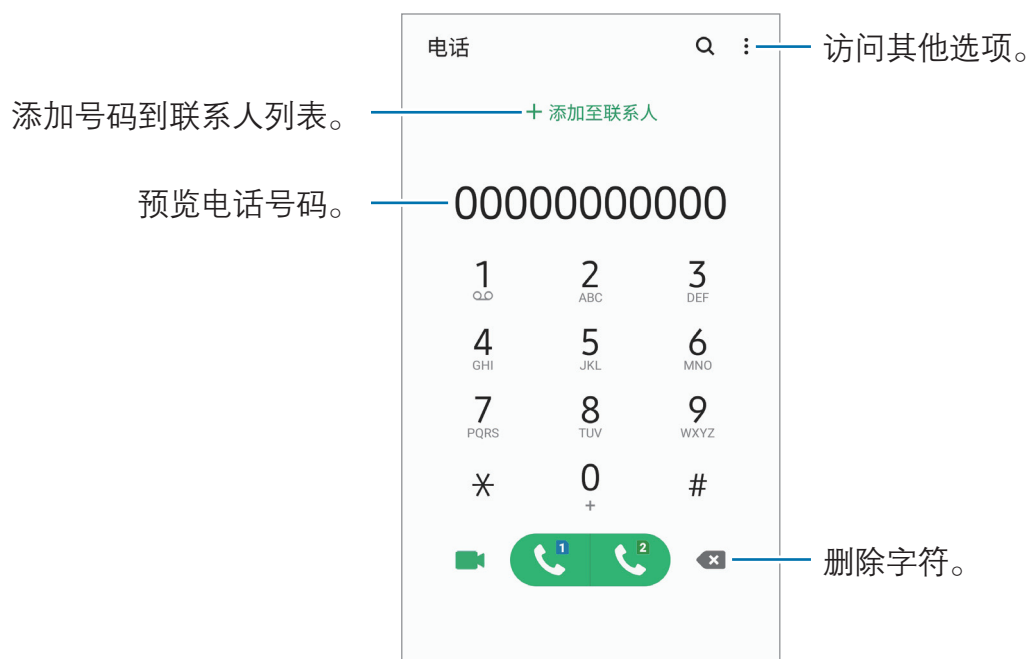 电话
访问其他选项。
添加号码到联系人列表。
+ 添加至联系人
预览电话号码。
00000000000
1 2 3
ABC DEF
4 5 6
GHI JKL MNO
7 8 9
PQRS TUV WXYZ
* 0 #
+
1 2
删除字符。